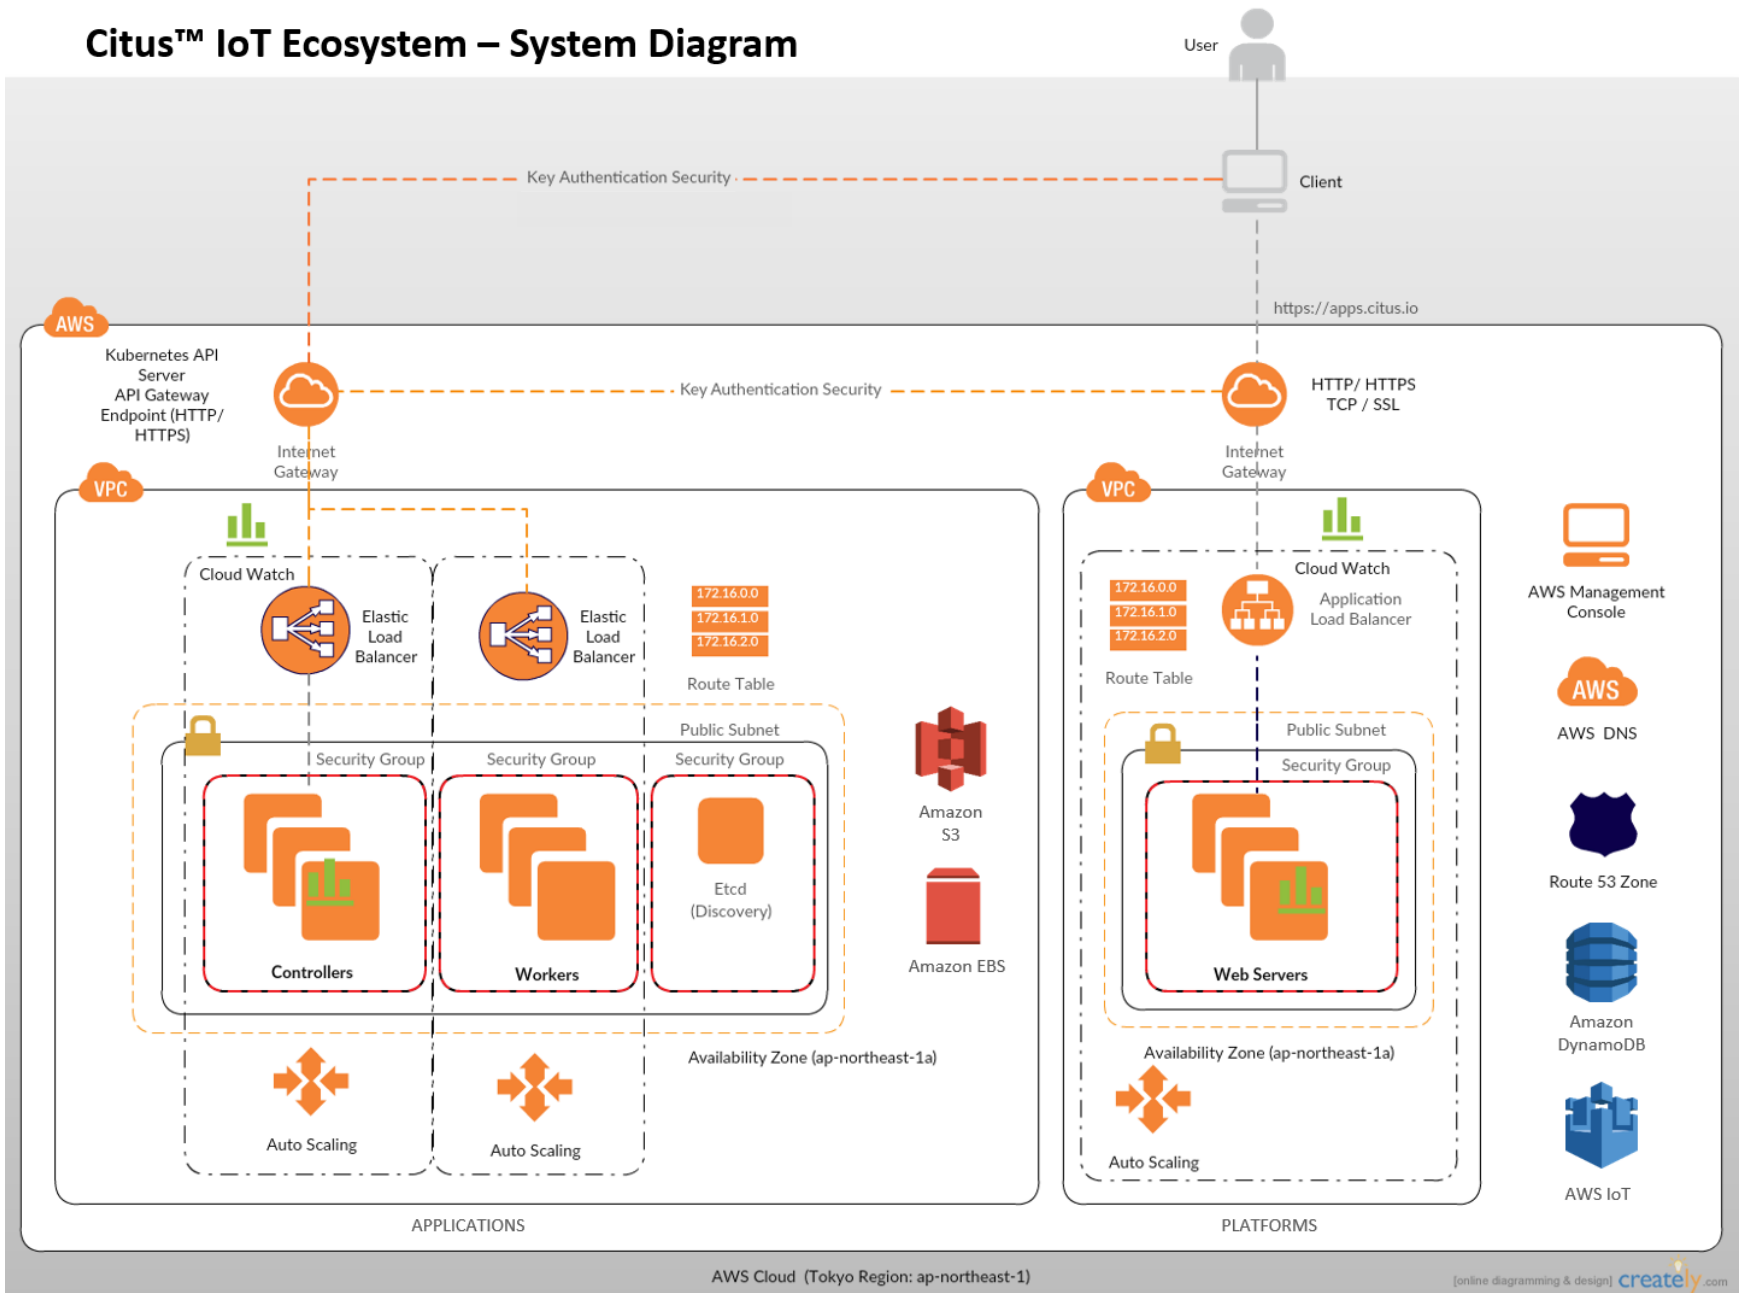 Citus™ IoT Ecosystem – System Diagram
User
Key Authentication Security
Client
https://apps.citus.io
AWS
Kubernetes API
Server
API Gateway
Endpoint (HTTP/
HTTPS)
Key Authentication Security
HTTP/ HTTPS
TCP / SSL
Internet
Gateway
Internet
Gateway
VPC
Cloud Watch
Elastic
Load
Balancer
Elastic
Load
Balancer
172.16.0.0
172.16.1.0
172.16.2.0
Route Table
Public Subnet
Security Group
Security Group
Security Group
Controllers
Workers
Etcd
(Discovery)
Amazon
S3
Amazon EBS
Availability Zone (ap-northeast-1a)
Auto Scaling
Auto Scaling
APPLICATIONS
VPC
Cloud Watch
172.16.0.0
172.16.1.0
172.16.2.0
Route Table
Application
Load Balancer
Public Subnet
Security Group
Web Servers
Availability Zone (ap-northeast-1a)
Auto Scaling
PLATFORMS
AWS Management
Console
AWS
AWS DNS
Route 53 Zone
Amazon
DynamoDB
AWS IoT
AWS Cloud (Tokyo Region: ap-northeast-1)
[online diagramming & design] creately.com